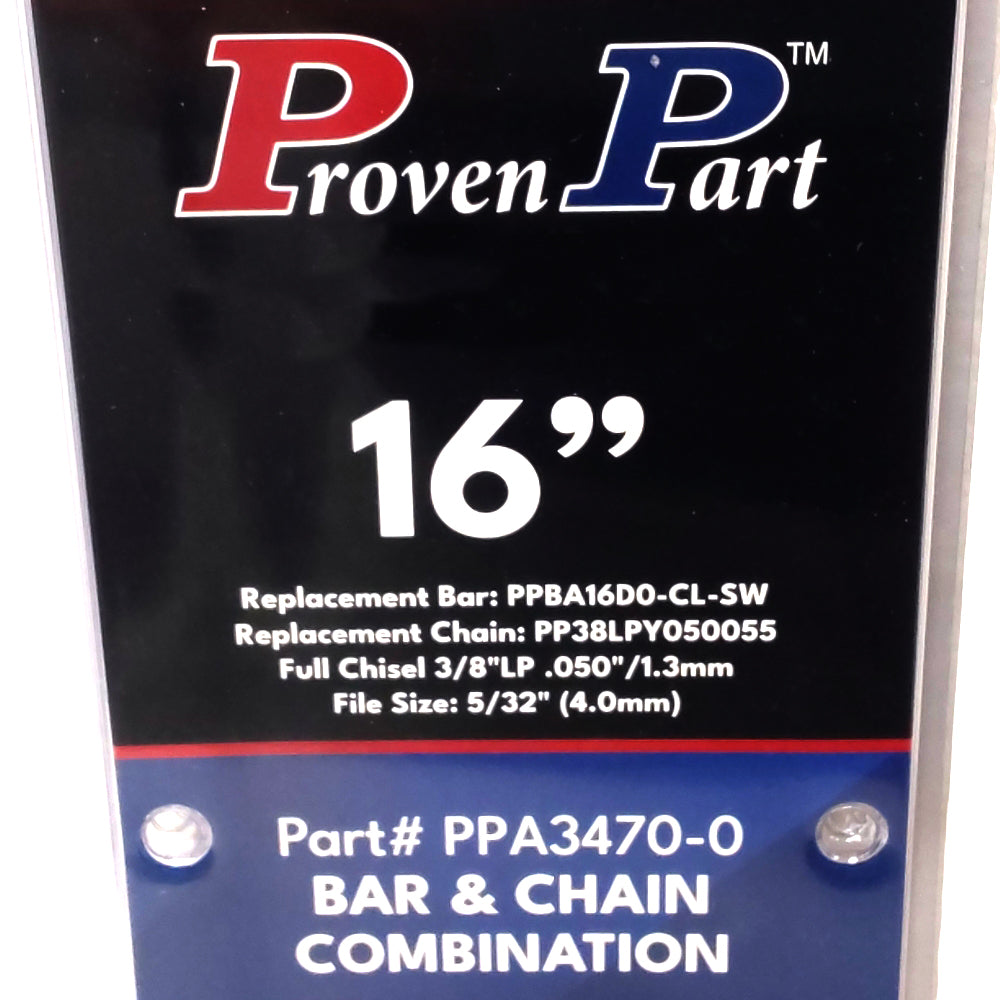 Proven Part™
16”
Replacement Bar: PPBA16D0-CL-SW
Replacement Chain: PP38LPY050055
Full Chisel 3/8"LP .050"/1.3mm
File Size: 5/32" (4.0mm)
Part# PPA3470-0
BAR & CHAIN
COMBINATION